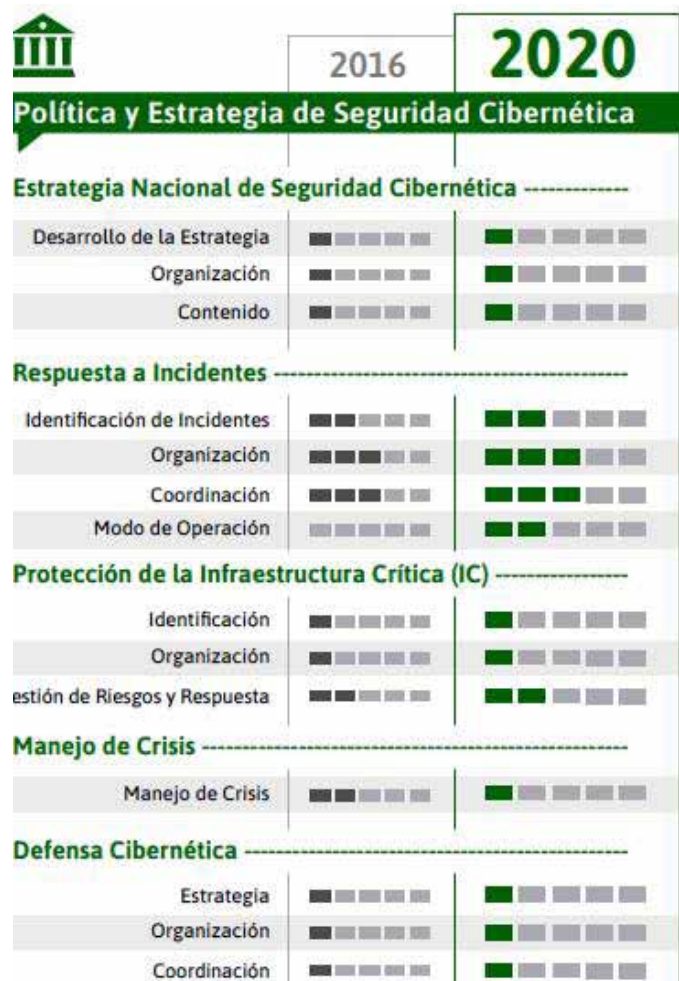 2016
2020
Política y Estrategia de Seguridad Cibernética
Estrategia Nacional de Seguridad Cibernética
Desarrollo de la Estrategia
Organización
Contenido
Respuesta a Incidentes
Identificación de Incidentes
Organización
Coordinación
Modo de Operación
Protección de la Infraestructura Crítica (IC)
Identificación
Organización
estión de Riesgos y Respuesta
Manejo de Crisis
Manejo de Crisis
Defensa Cibernética
Estrategia
Organización
Coordinación